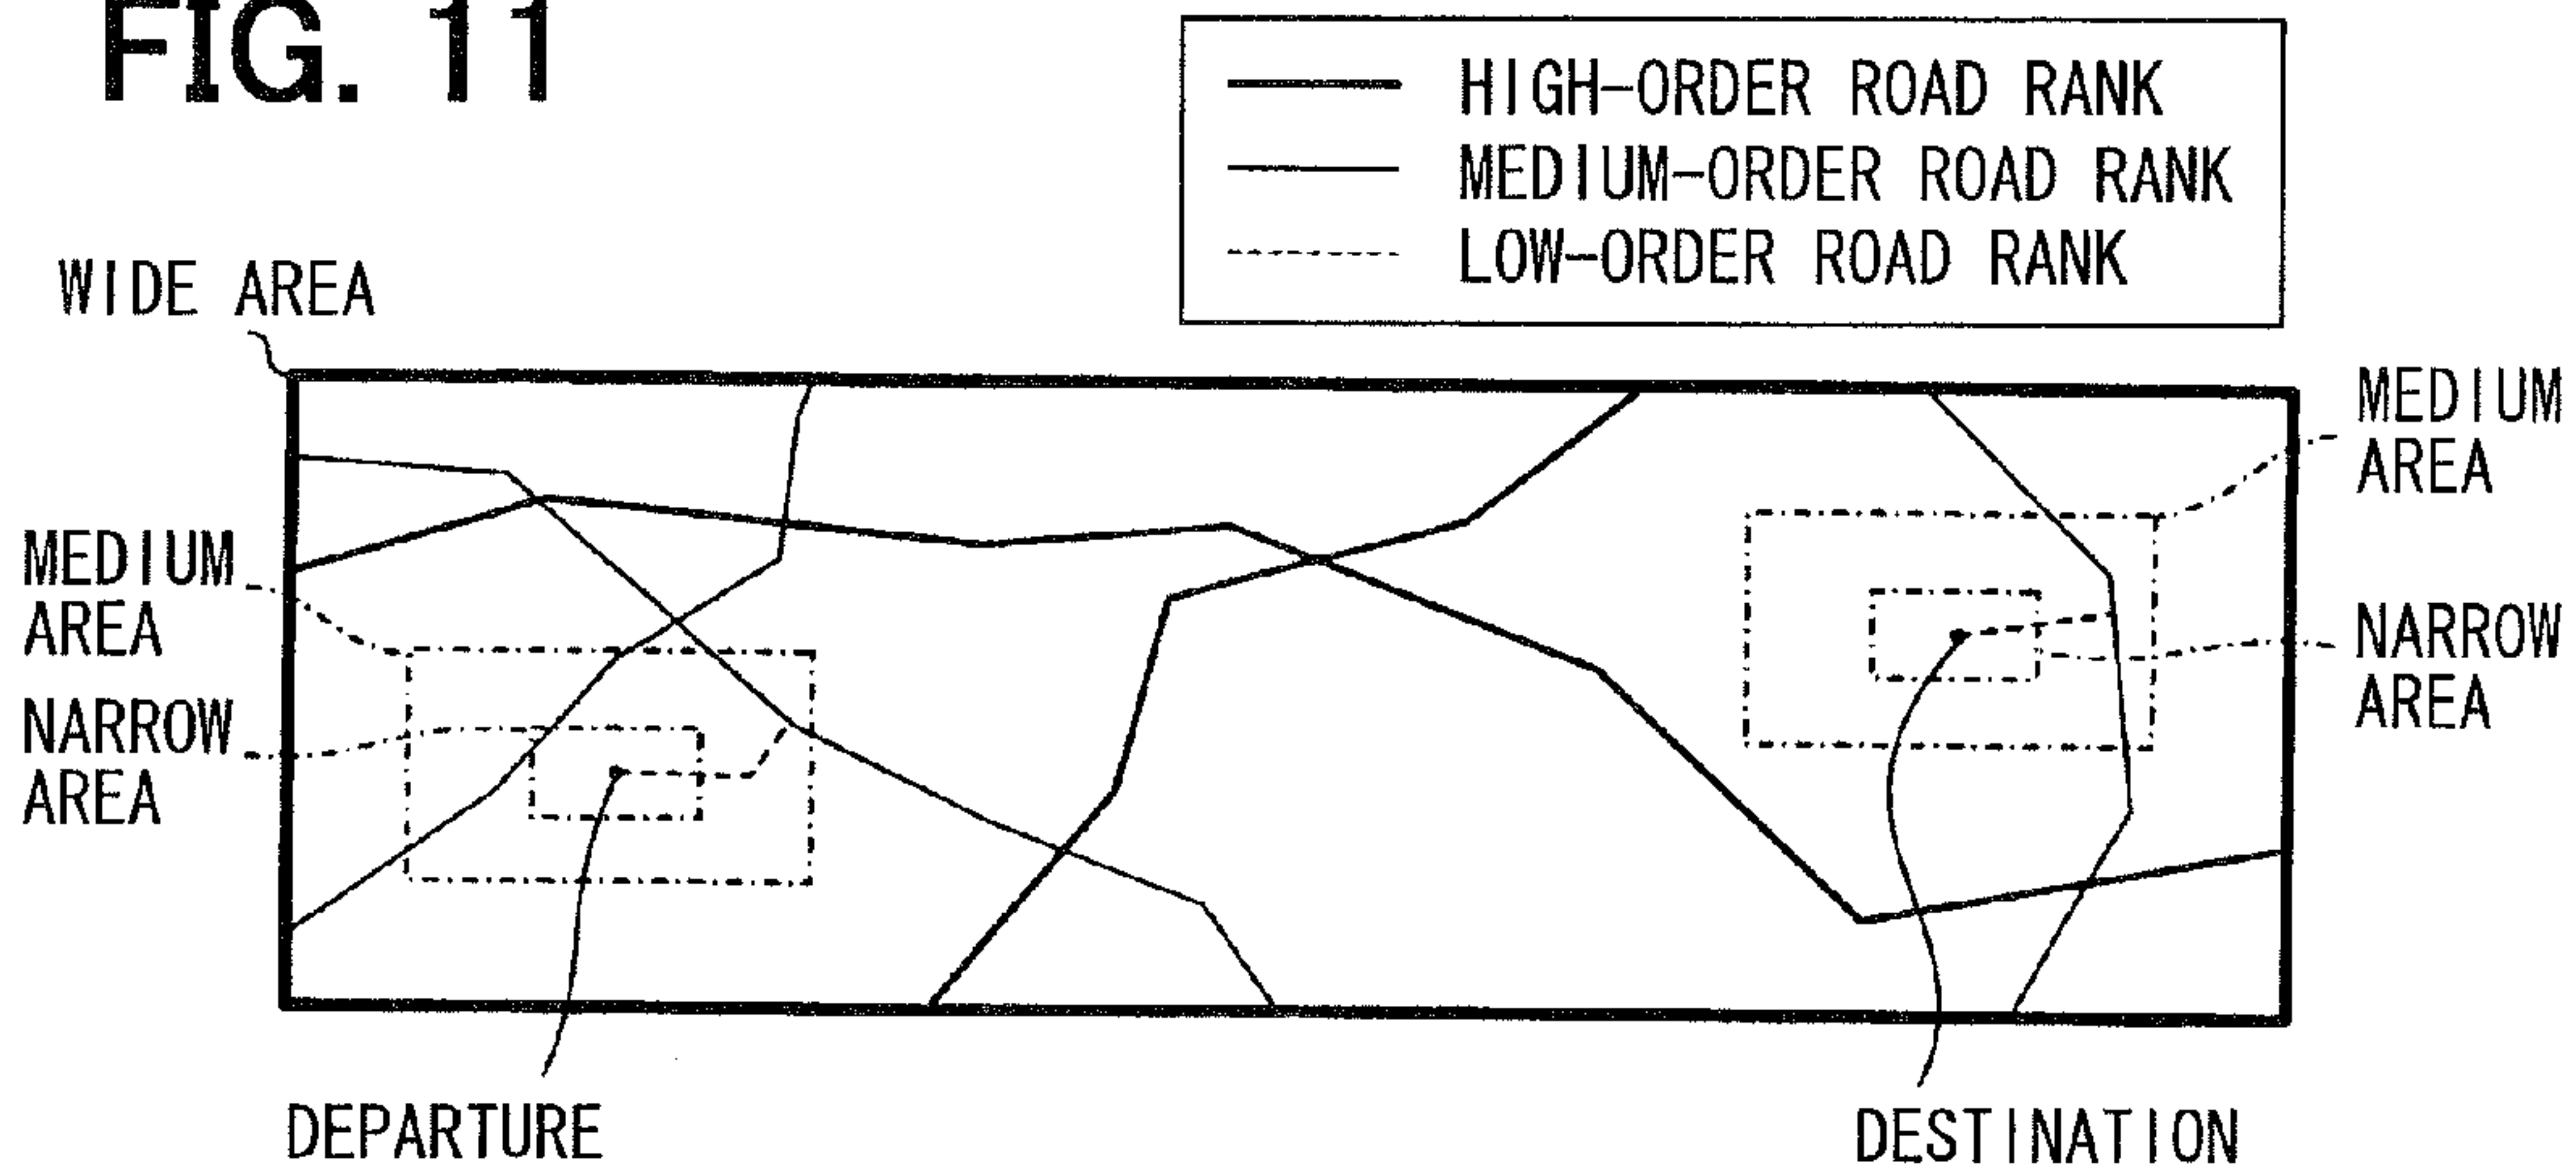 FIG. 11
HIGH-ORDER ROAD RANK
MEDIUM-ORDER ROAD RANK
LOW-ORDER ROAD RANK
WIDE AREA
MEDIUM
AREA
NARROW
AREA
MEDIUM
AREA
NARROW
AREA
DEPARTURE
DESTINATION